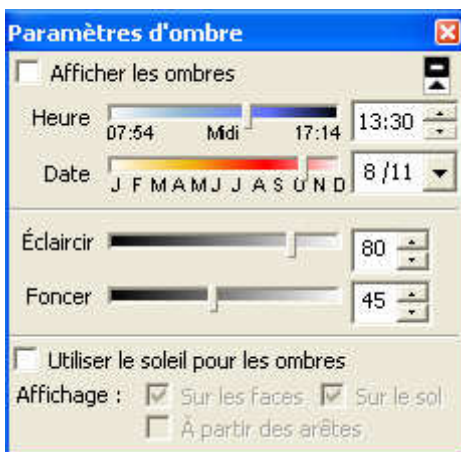 Paramètres d'ombre
Afficher les ombres
Heure 07:54 Midi 17:14 13:30
Date J F M A M J J A S O N D 8 /11
Éclaircir 80
Foncer 45
Utiliser le soleil pour les ombres
Affichage : Sur les faces Sur le sol
À partir des arêtes